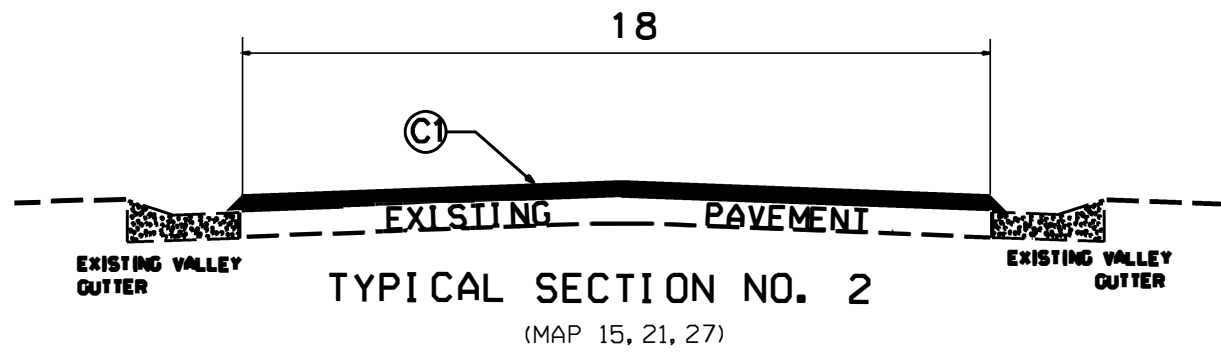 18
C1
EXISTING PAVEMENT
EXISTING VALLEY
GUTTER
EXISTING VALLEY
GUTTER
TYPICAL SECTION NO. 2
(MAP 15, 21, 27)